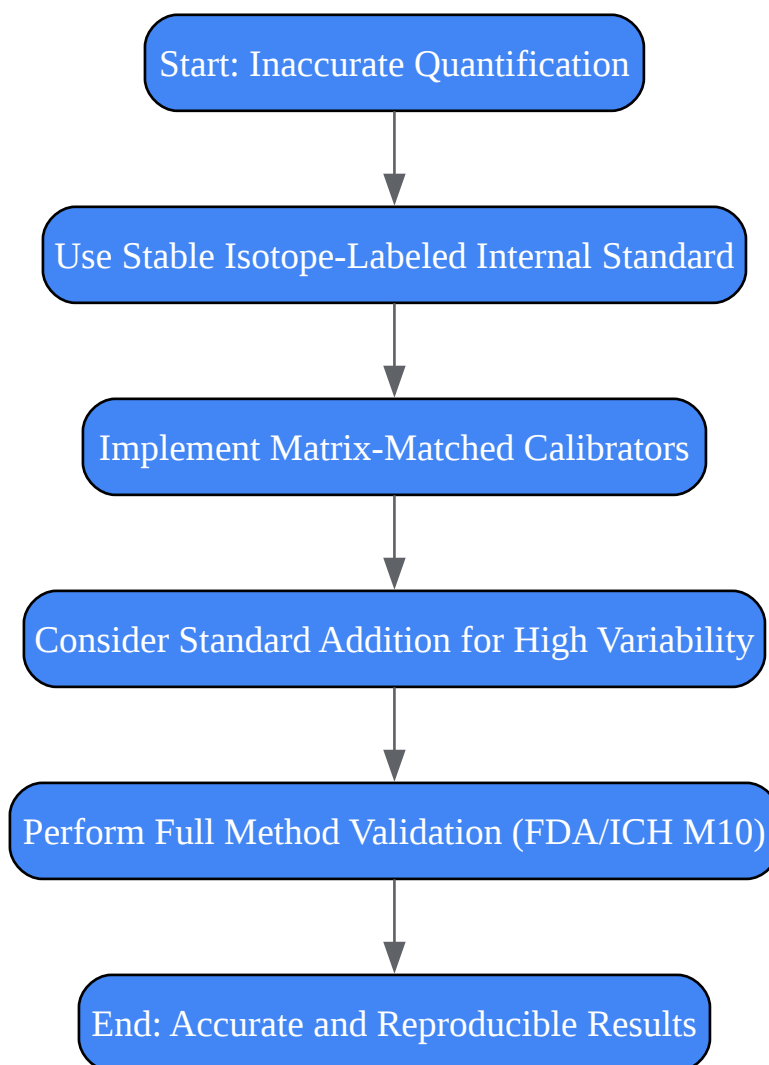 Start: Inaccurate Quantification
Use Stable Isotope-Labeled Internal Standard
Implement Matrix-Matched Calibrators
Consider Standard Addition for High Variability
Perform Full Method Validation (FDA/ICH M10)
End: Accurate and Reproducible Results